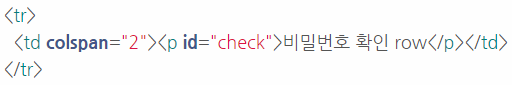 <tr>
  <td colspan="2"><p id="check">비밀번호 확인 row</p></td>
</tr>